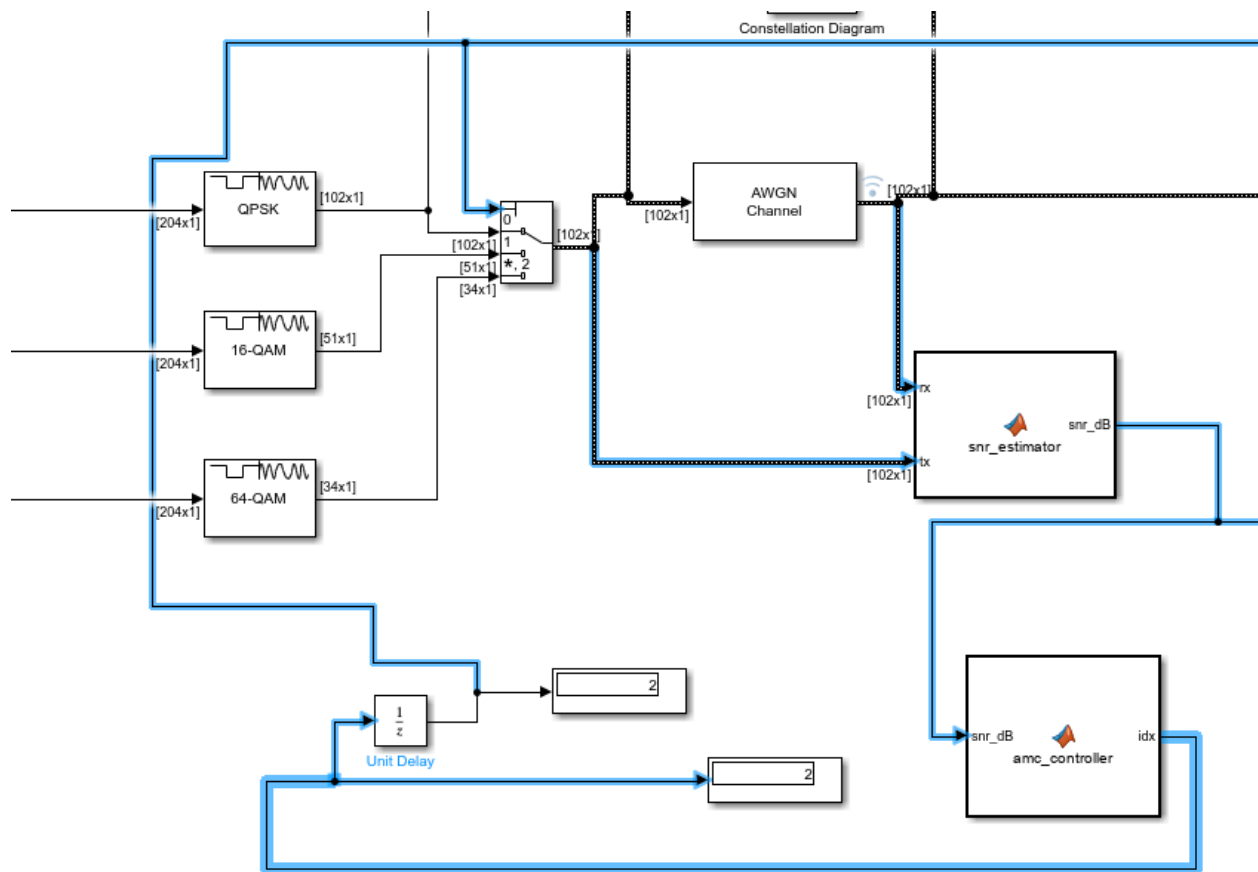 Constellation Diagram
QPSK
[204x1]
[102x1]
16-QAM
[204x1]
[51x1]
64-QAM
[204x1]
[34x1]
0
1
*, 2
[102x1]
[51x1]
[34x1]
[102x1]
[102x1]
AWGN
Channel
[102x1]
rx
[102x1]
tx
[102x1]
snr_dB
snr_estimator
2
1
z
Unit Delay
2
snr_dB
idx
amc_controller